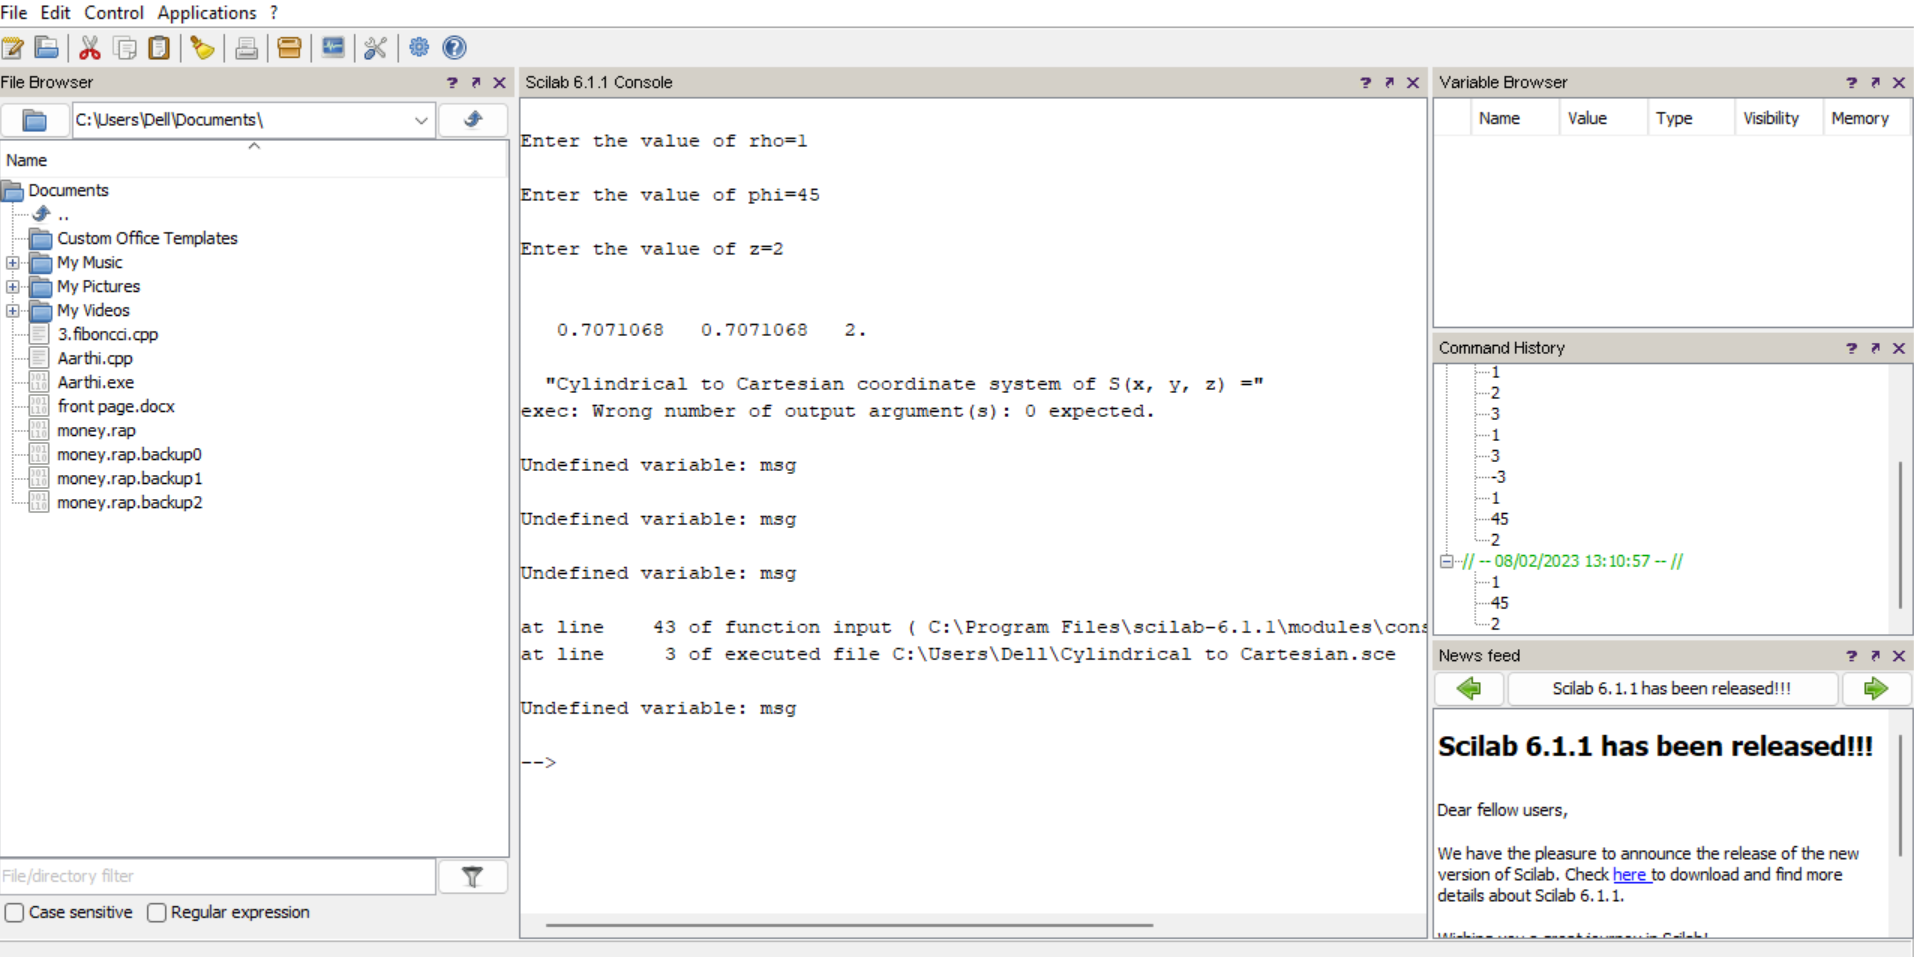 File Edit Control Applications ?
File Browser
C:\Users\Dell\Documents\
Name
Documents
..
Custom Office Templates
My Music
My Pictures
My Videos
3.fiboncci.cpp
Aarthi.cpp
Aarthi.exe
front page.docx
money.rap
money.rap.backup0
money.rap.backup1
money.rap.backup2
File/directory filter
Case sensitive Regular expression
Scilab 6.1.1 Console
Enter the value of rho=1
Enter the value of phi=45
Enter the value of z=2
0.7071068 0.7071068 2.
"Cylindrical to Cartesian coordinate system of S(x, y, z) ="
exec: Wrong number of output argument(s): 0 expected.
Undefined variable: msg
Undefined variable: msg
Undefined variable: msg
at line 43 of function input ( C:\Program Files\scilab-6.1.1\modules\cons
at line 3 of executed file C:\Users\Dell\Cylindrical to Cartesian.sce
Undefined variable: msg
-->
Variable Browser
Name Value Type Visibility Memory
Command History
1
2
3
1
3
-3
1
45
2
// -- 08/02/2023 13:10:57 -- //
1
45
2
News feed
Scilab 6.1.1 has been released!!!
Scilab 6.1.1 has been released!!!
Dear fellow users,
We have the pleasure to announce the release of the new
version of Scilab. Check here to download and find more
details about Scilab 6.1.1.